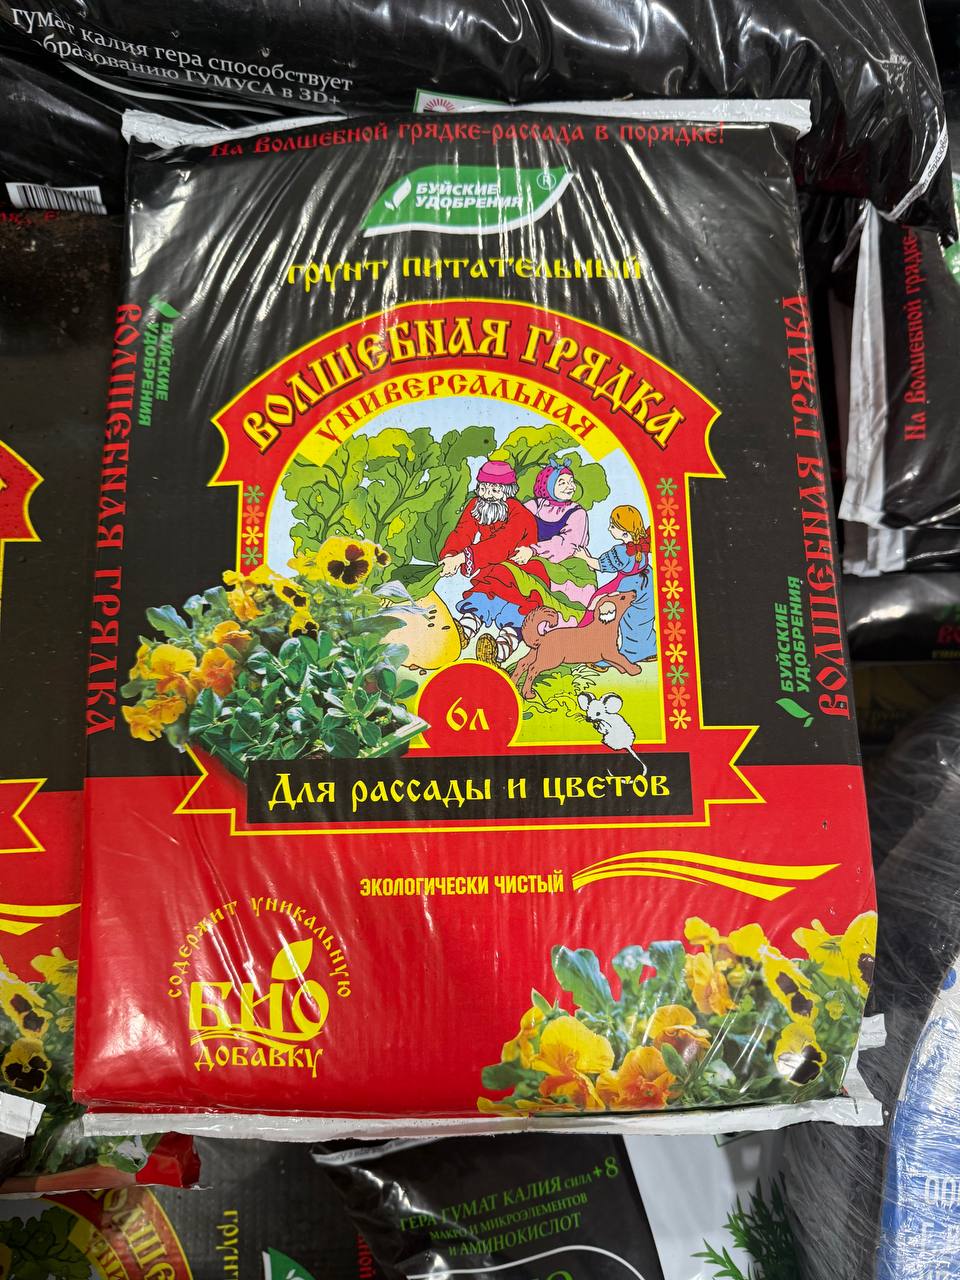 гумат калия гера способствует
образованию ГУМУСА в 3D+
На Волшебной грядке-рассада в порядке!
БУЙСКИЕ
УДОБРЕНИЯ ®
ГРУНТ ПИТАТЕЛЬНЫЙ
ВОЛШЕБНАЯ ГРЯДКА
УНИВЕРСАЛЬНАЯ
6л
Для рассады и цветов
ЭКОЛОГИЧЕСКИ ЧИСТЫЙ
СОДЕРЖИТ УНИКАЛЬНУЮ
БИО
ДОБАВКУ
ВОЛШЕБНАЯ ГРЯДКА
БУЙСКИЕ
УДОБРЕНИЯ
ВОЛШЕБНАЯ ГРЯДКА
БУЙСКИЕ
УДОБРЕНИЯ
На Волшебной грядке-
ГЕРА ГУМАТ КАЛИЯ СИЛА +8
МАКРО И МИКРОЭЛЕМЕНТОВ
И АМИНОКИСЛОТ